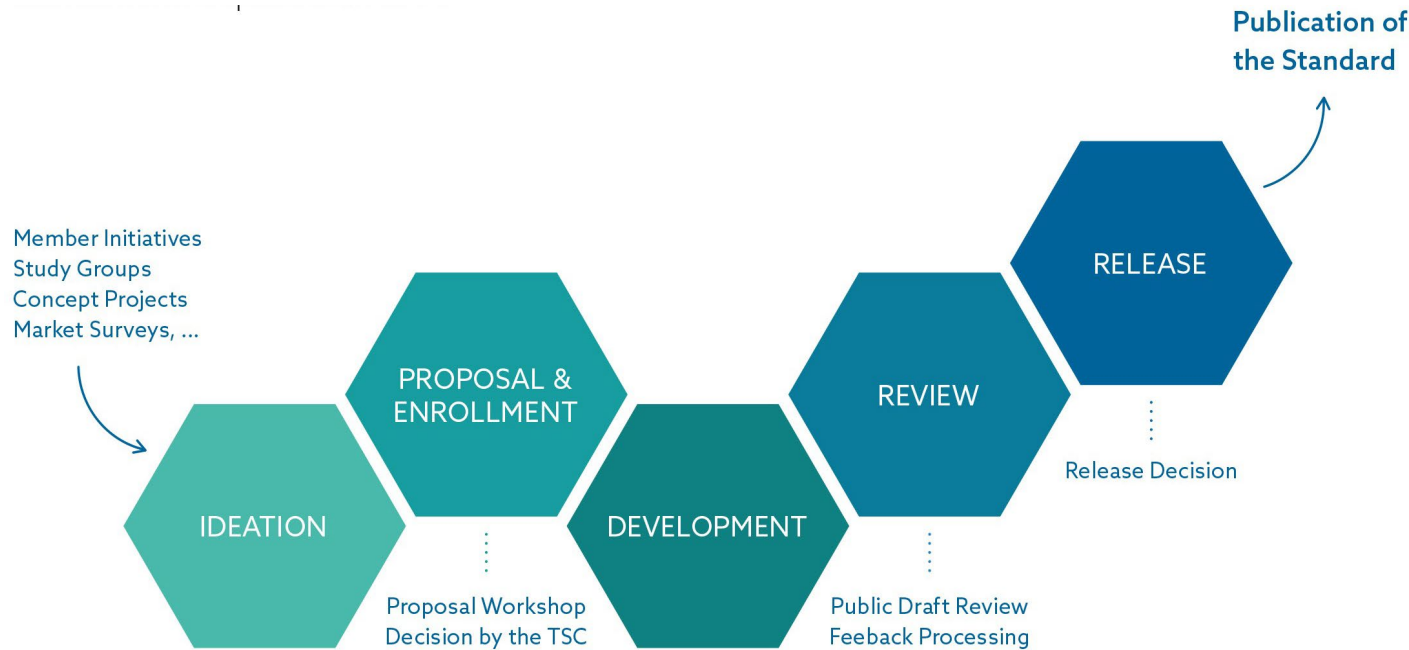 Publication of
the Standard
Member Initiatives
Study Groups
Concept Projects
Market Surveys, ...
IDEATION
PROPOSAL &
ENROLLMENT
Proposal Workshop
Decision by the TSC
DEVELOPMENT
REVIEW
Public Draft Review
Feeback Processing
RELEASE
Release Decision